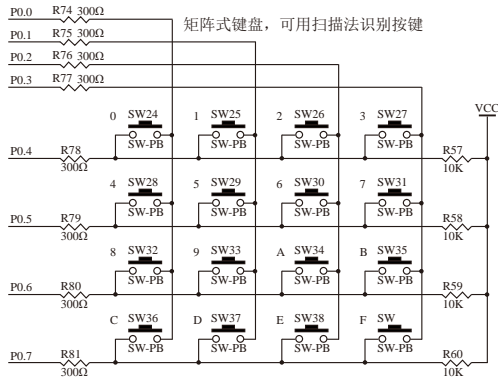 P0.0 R74 300Ω
P0.1 R75 300Ω 矩阵式键盘，可用扫描法识别按键
P0.2 R76 300Ω
P0.3 R77 300Ω
VCC
0 SW24 1 SW25 2 SW26 3 SW27
SW-PB SW-PB SW-PB SW-PB
P0.4 R78 R57
300Ω 10K
4 SW28 5 SW29 6 SW30 7 SW31
SW-PB SW-PB SW-PB SW-PB
P0.5 R79 R58
300Ω 10K
8 SW32 9 SW33 A SW34 B SW35
SW-PB SW-PB SW-PB SW-PB
P0.6 R80 R59
300Ω 10K
C SW36 D SW37 E SW38 F SW
SW-PB SW-PB SW-PB SW-PB
P0.7 R81 R60
300Ω 10K